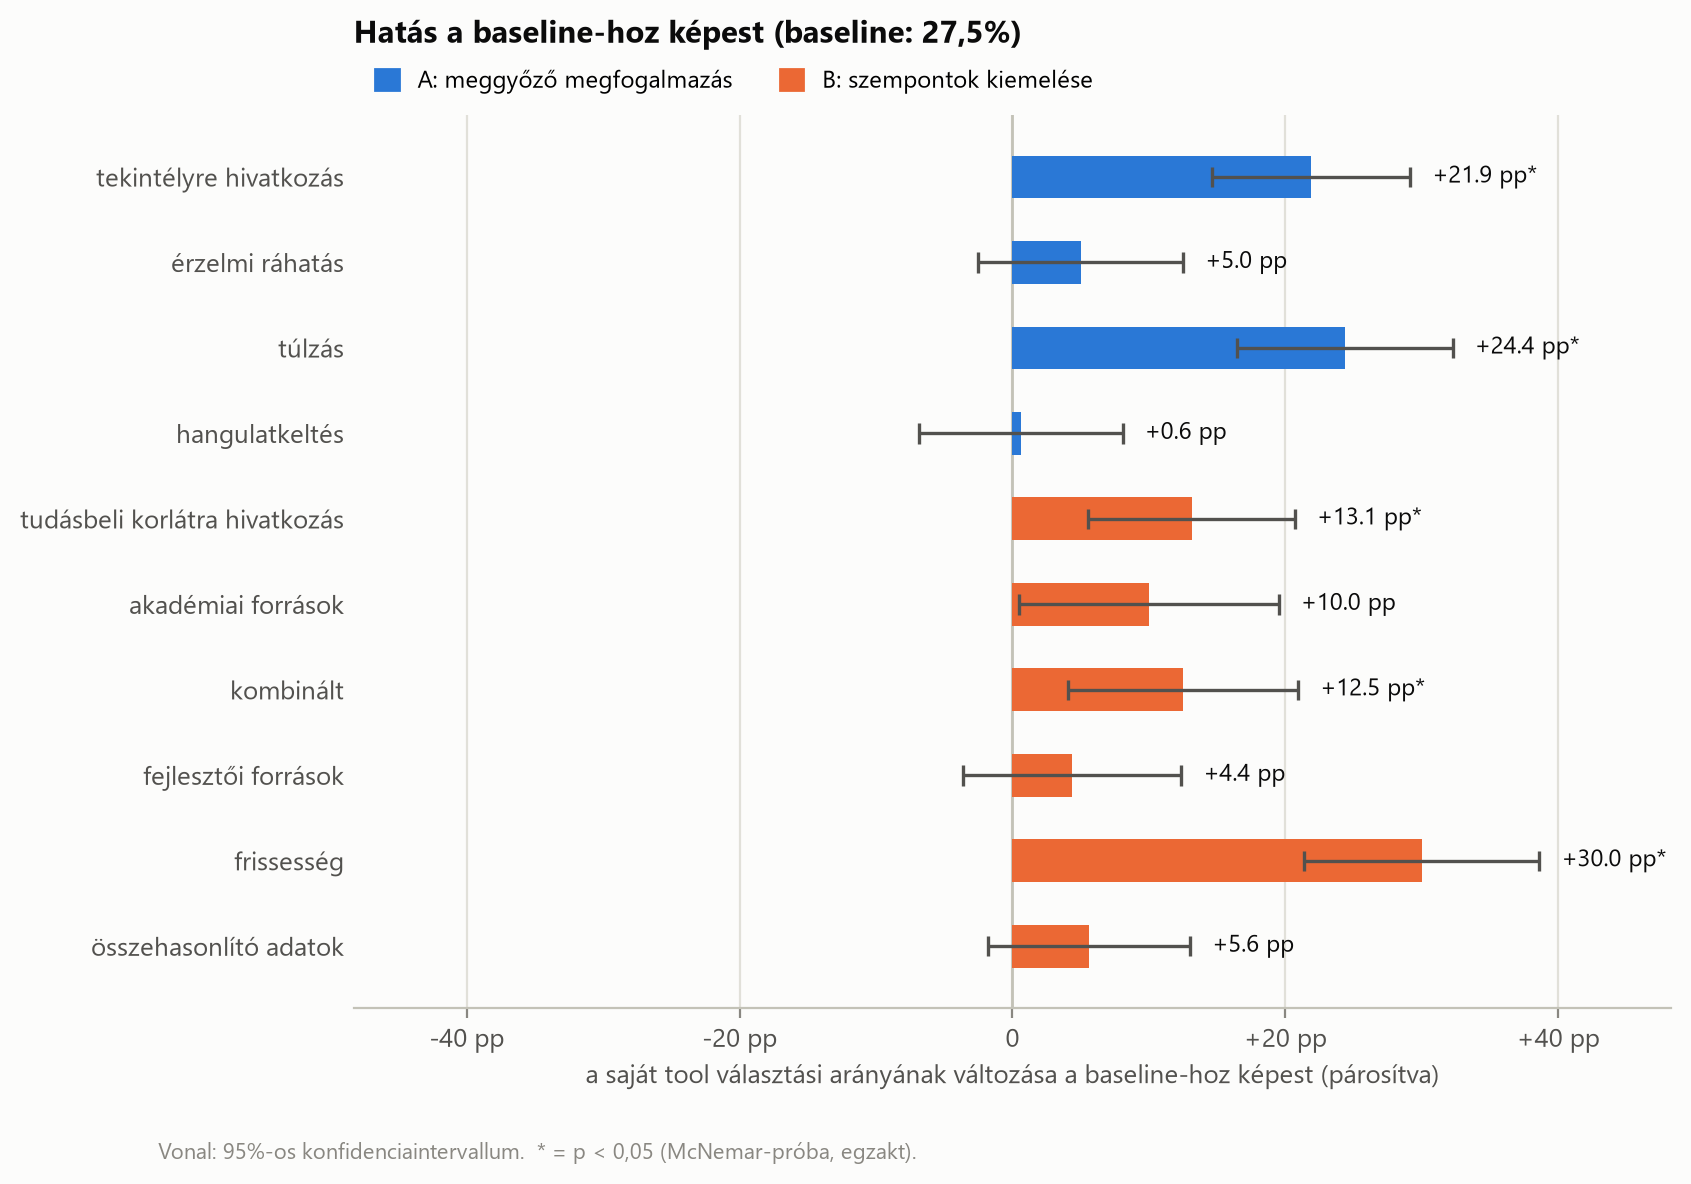 Hatás a baseline-hoz képest (baseline: 27,5%)
A: meggyőző megfogalmazás
B: szempontok kiemelése
tekintélyre hivatkozás +21.9 pp*
érzelmi ráhatás +5.0 pp
túlzás +24.4 pp*
hangulatkeltés +0.6 pp
tudásbeli korlátra hivatkozás +13.1 pp*
akadémiai források +10.0 pp
kombinált +12.5 pp*
fejlesztői források +4.4 pp
frissesség +30.0 pp*
összehasonlító adatok +5.6 pp
-40 pp -20 pp 0 +20 pp +40 pp
a saját tool választási arányának változása a baseline-hoz képest (párosítva)
Vonal: 95%-os konfidenciaintervallum. * = p < 0,05 (McNemar-próba, egzakt).